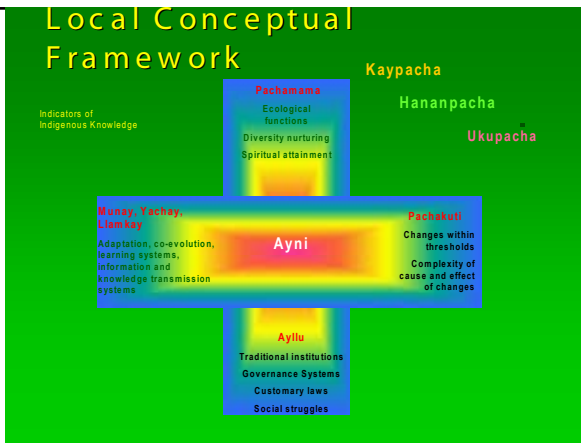 Local Conceptual
Framework
Kaypacha
Hananpacha
Ukupacha
Indicators of
Indigenous Knowledge
Pachamama
Ecological
functions
Diversity nurturing
Spiritual attainment
Munay, Yachay,
Llamkay
Adaptation, co-evolution,
learning systems,
information and
knowledge transmission
systems
Ayni
Pachakuti
Changes within
thresholds
Complexity of
cause and effect
of changes
Ayllu
Traditional institutions
Governance Systems
Customary laws
Social struggles